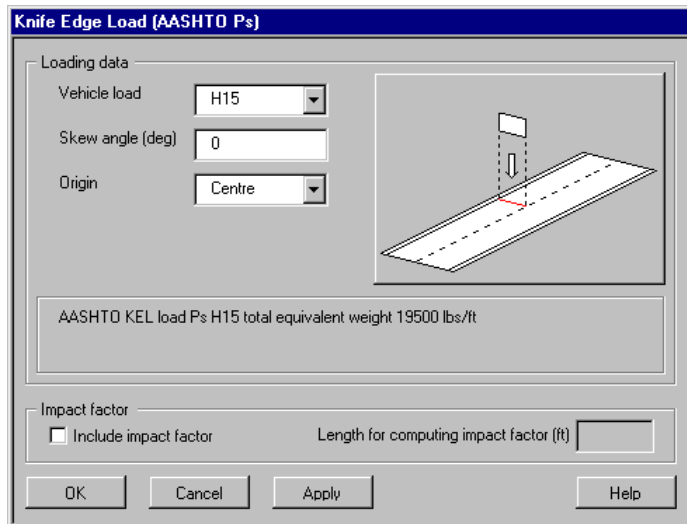 Knife Edge Load (AASHTO Ps)
Loading data
Vehicle load H15
Skew angle (deg) 0
Origin Centre
AASHTO KEL load Ps H15 total equivalent weight 19500 lbs/ft
Impact factor
Include impact factor Length for computing impact factor (ft)
OK Cancel Apply Help